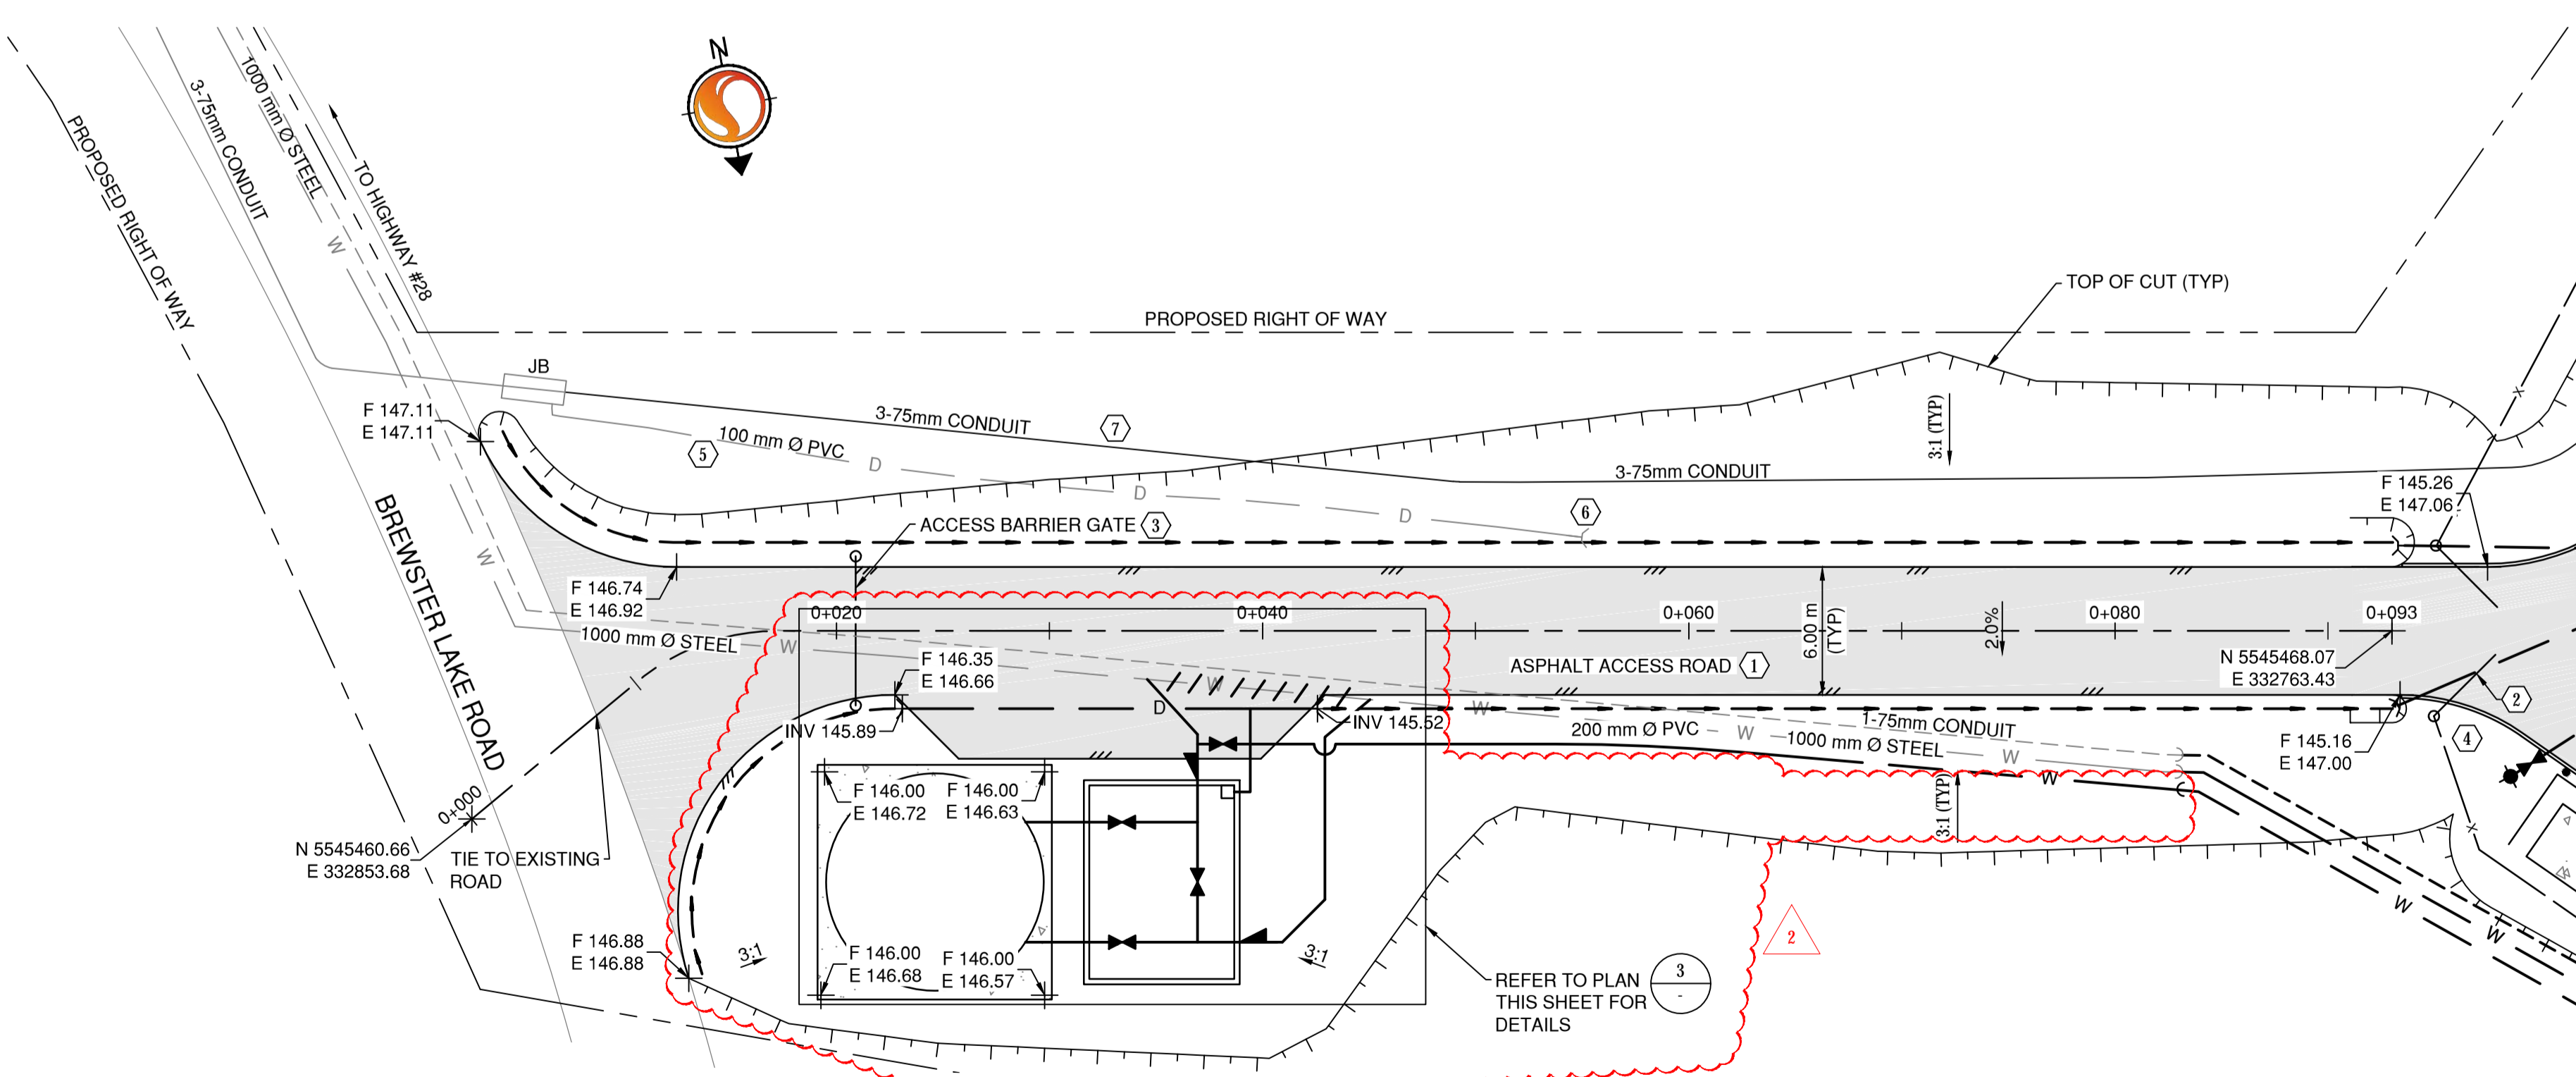 N
3-75mm CONDUIT
1000 mm Ø STEEL
W
TO HIGHWAY #28
PROPOSED RIGHT OF WAY
PROPOSED RIGHT OF WAY
TOP OF CUT (TYP)
JB
F 147.11
E 147.11
3-75mm CONDUIT
7
100 mm Ø PVC
D
5
D
D
3:1 (TYP)
3-75mm CONDUIT
F 145.26
E 147.06
X
6
ACCESS BARRIER GATE 3
BREWSTER LAKE ROAD
W
F 146.74
E 146.92
0+020
0+040
0+060
0+080
0+093
6.00 m
(TYP)
2.0%
1000 mm Ø STEEL
W
F 146.35
E 146.66
ASPHALT ACCESS ROAD 1
N 5545468.07
E 332763.43
2
W
D
W
INV 145.89
INV 145.52
1-75mm CONDUIT
200 mm Ø PVC
W
1000 mm Ø STEEL
W
W
F 145.16
E 147.00
4
3:1 (TYP)
0+000
N 5545460.66
E 332853.68
TIE TO EXISTING
ROAD
F 146.00
E 146.72
F 146.00
E 146.63
X
F 146.88
E 146.88
3:1
F 146.00
E 146.68
F 146.00
E 146.57
3:1
REFER TO PLAN
THIS SHEET FOR
DETAILS
3
-
2
W
W